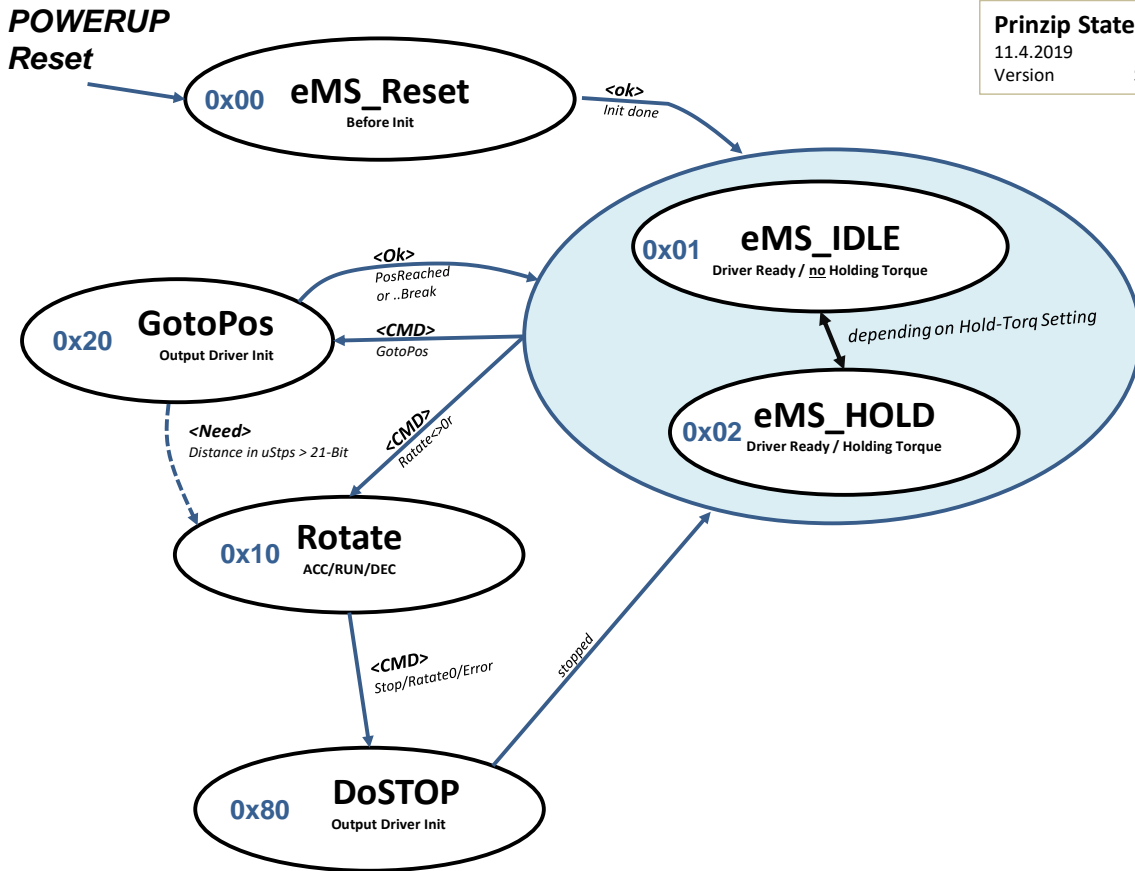 POWERUP
Reset
Prinzip State
11.4.2019
Version
0x00 eMS_Reset
Before Init
<ok>
Init done
0x01 eMS_IDLE
Driver Ready / no Holding Torque
depending on Hold-Torq Setting
0x02 eMS_HOLD
Driver Ready / Holding Torque
<Ok>
PosReached
or ..Break
0x20 GotoPos
Output Driver Init
<CMD>
GotoPos
<CMD>
Ratate<>0r
<Need>
Distance in uStps > 21-Bit
0x10 Rotate
ACC/RUN/DEC
<CMD>
Stop/Ratate0/Error
stopped
0x80 DoSTOP
Output Driver Init